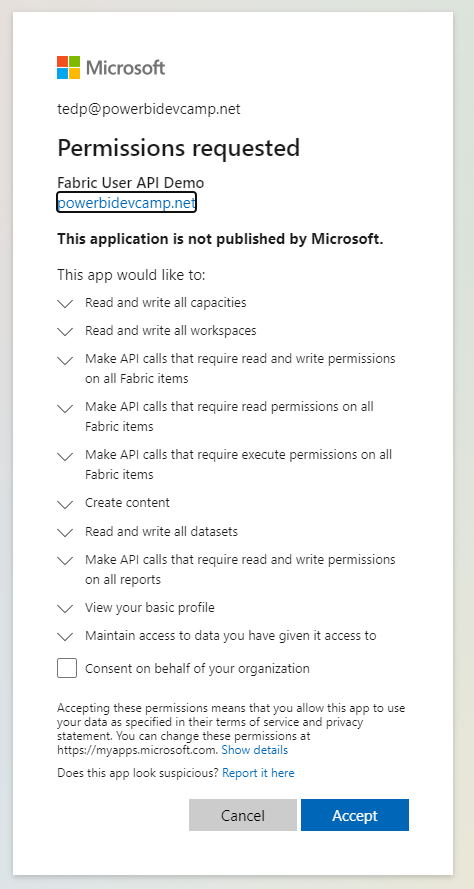 Microsoft
tedp@powerbidevcamp.net
Permissions requested
Fabric User API Demo
powerbidevcamp.net
This application is not published by Microsoft.
This app would like to:
Read and write all capacities
Read and write all workspaces
Make API calls that require read and write permissions
on all Fabric items
Make API calls that require read permissions on all
Fabric items
Make API calls that require execute permissions on all
Fabric items
Create content
Read and write all datasets
Make API calls that require read and write permissions
on all reports
View your basic profile
Maintain access to data you have given it access to
Consent on behalf of your organization
Accepting these permissions means that you allow this app to use
your data as specified in their terms of service and privacy
statement. You can change these permissions at
https://myapps.microsoft.com. Show details
Does this app look suspicious? Report it here
Cancel Accept